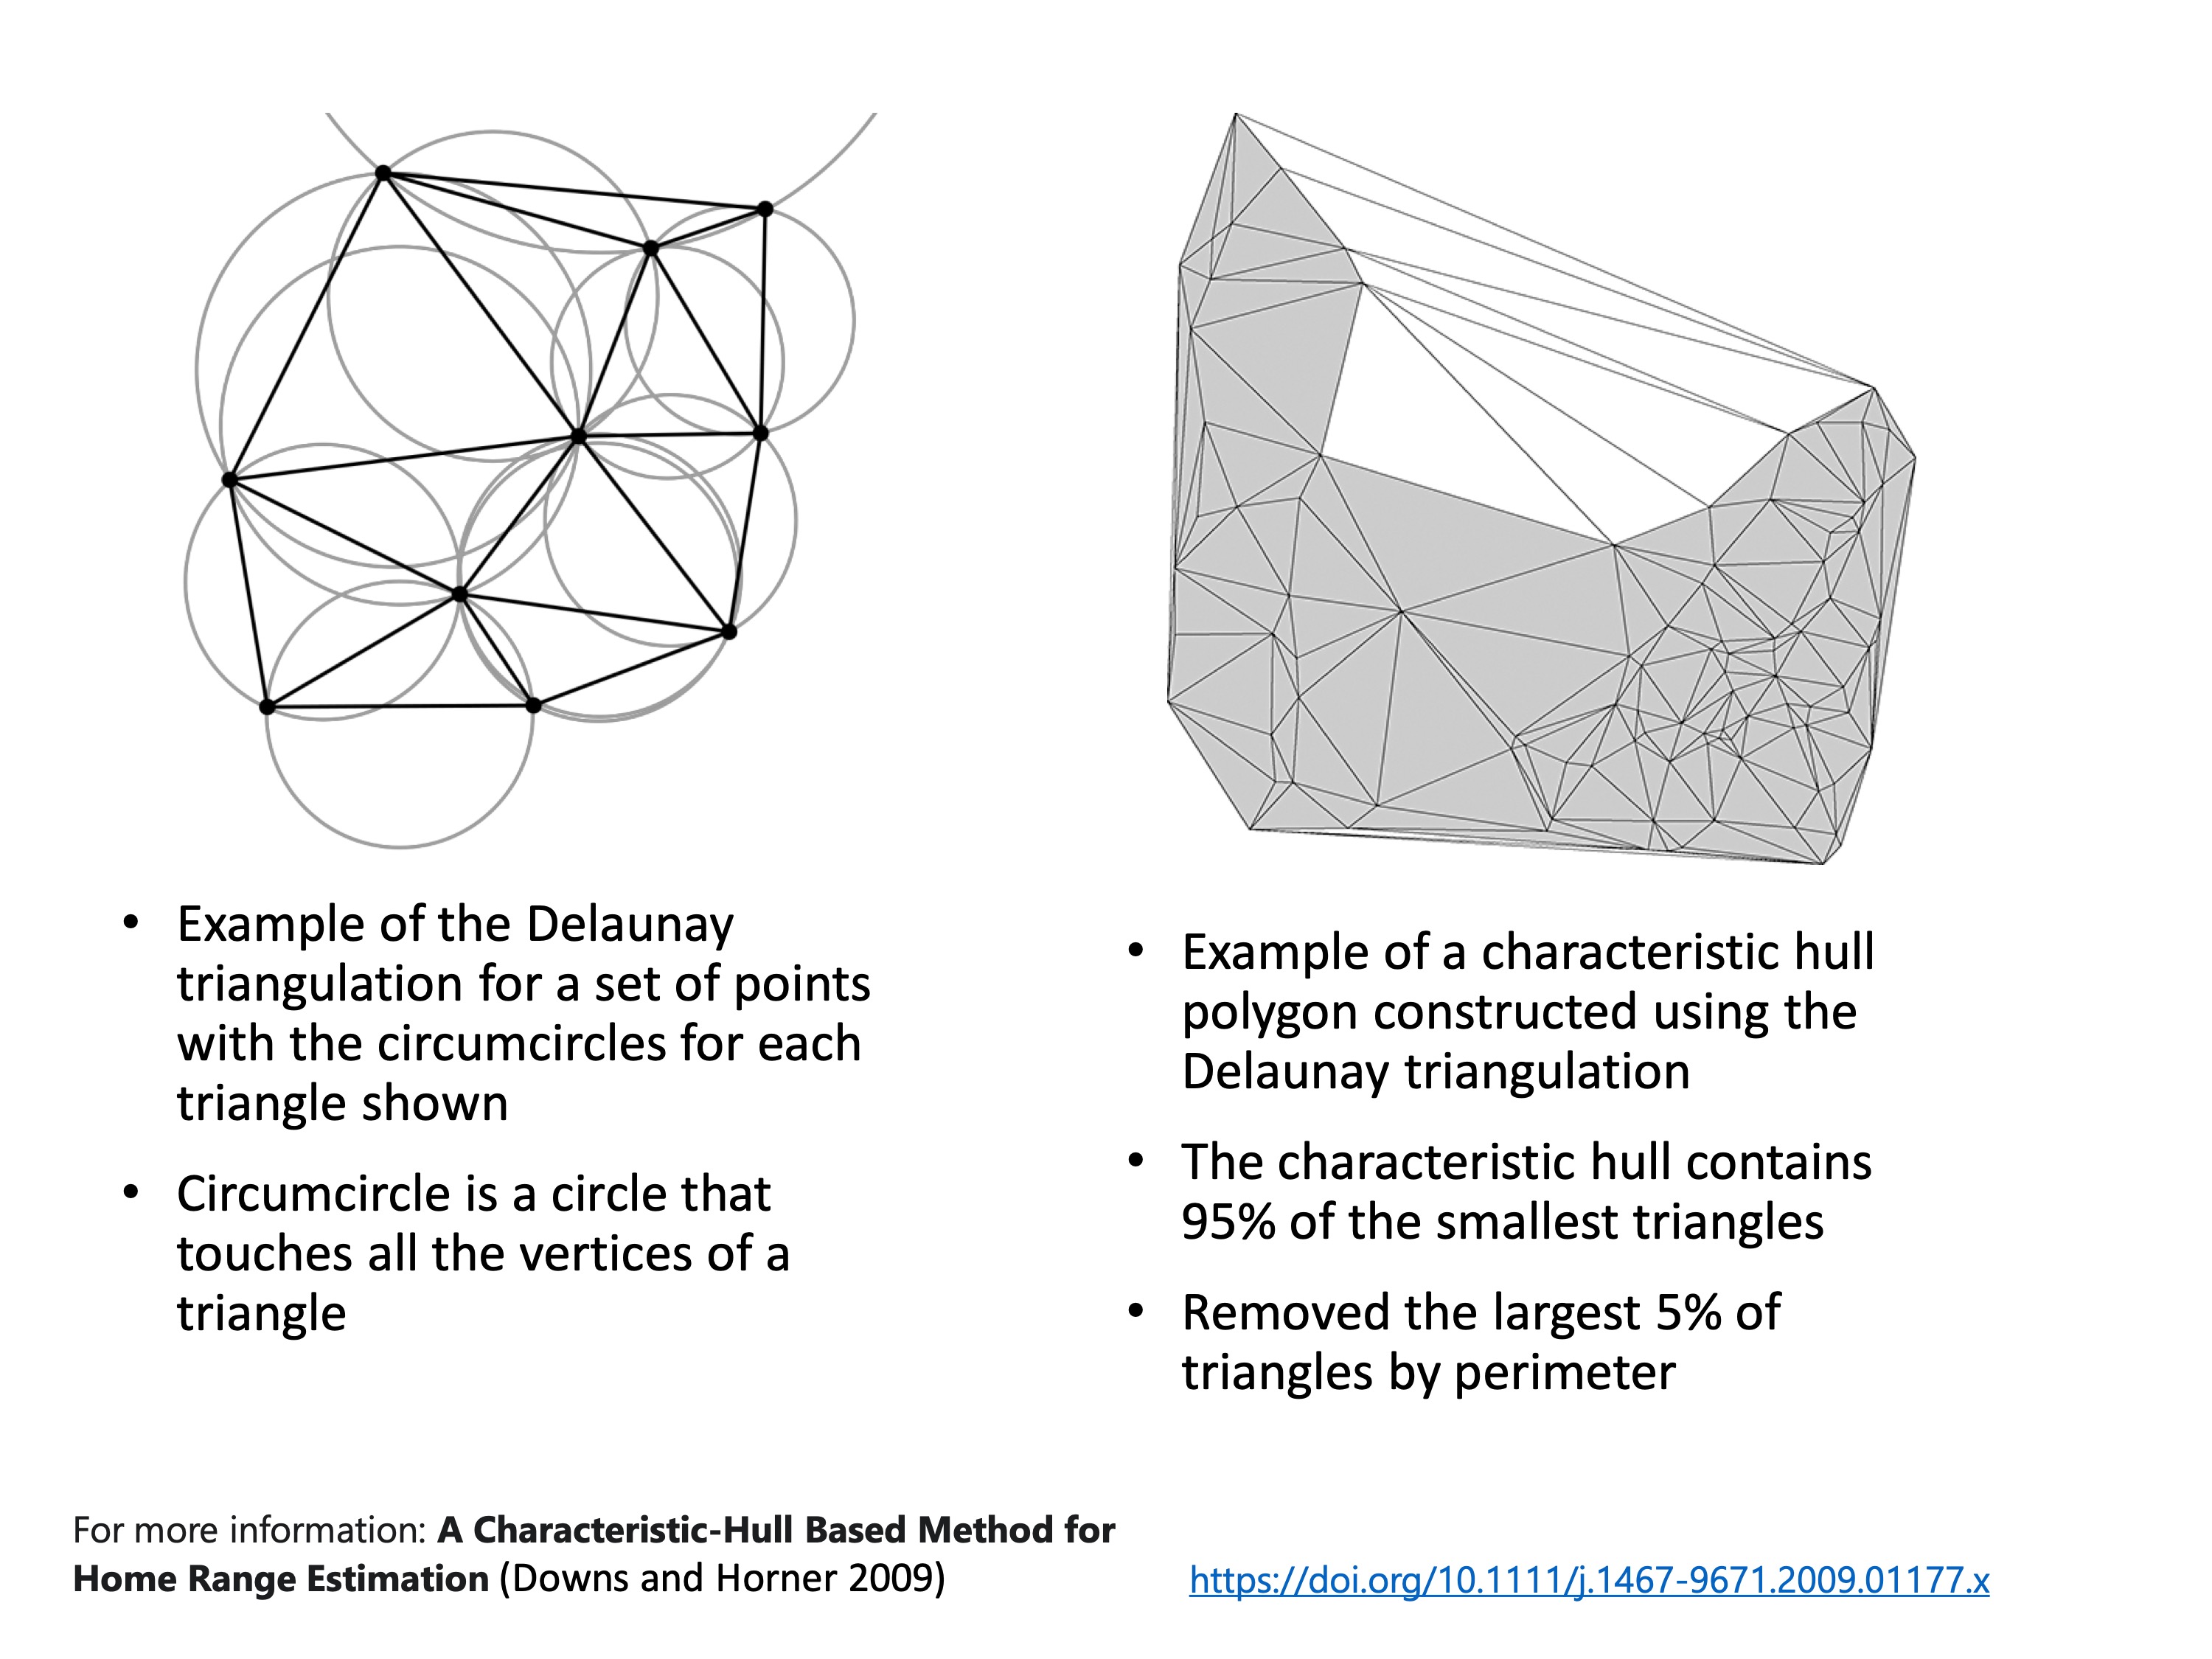 • Example of the Delaunay
triangulation for a set of points
with the circumcircles for each
triangle shown
• Circumcircle is a circle that
touches all the vertices of a
triangle
• Example of a characteristic hull
polygon constructed using the
Delaunay triangulation
• The characteristic hull contains
95% of the smallest triangles
• Removed the largest 5% of
triangles by perimeter
For more information: A Characteristic-Hull Based Method for
Home Range Estimation (Downs and Horner 2009)
https://doi.org/10.1111/j.1467-9671.2009.01177.x